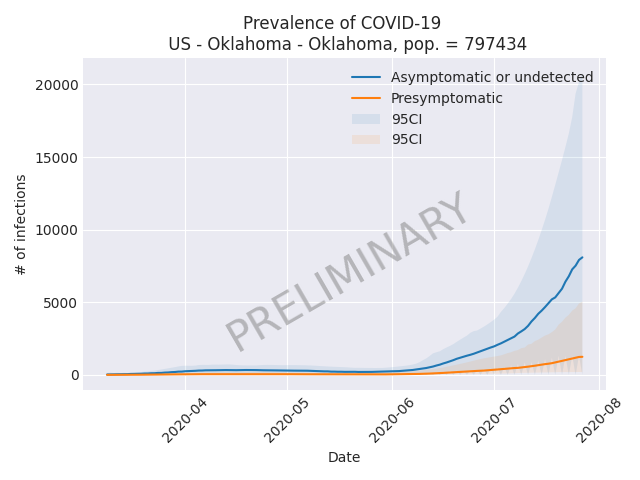 Prevalence of COVID-19
US - Oklahoma - Oklahoma, pop. = 797434
Asymptomatic or undetected
Presymptomatic
95CI
95CI
20000
15000
10000
5000
0
# of infections
PRELIMINARY
2020-04
2020-05
2020-06
2020-07
2020-08
Date